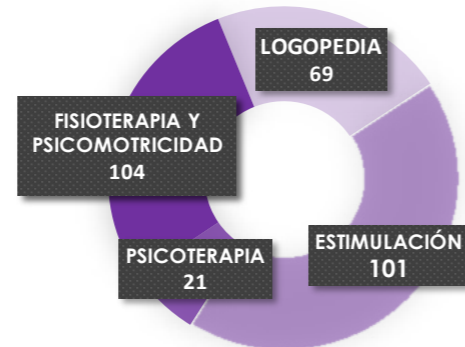 LOGOPEDIA
69
FISIOTERAPIA Y
PSICOMOTRICIDAD
104
ESTIMULACIÓN
101
PSICOTERAPIA
21